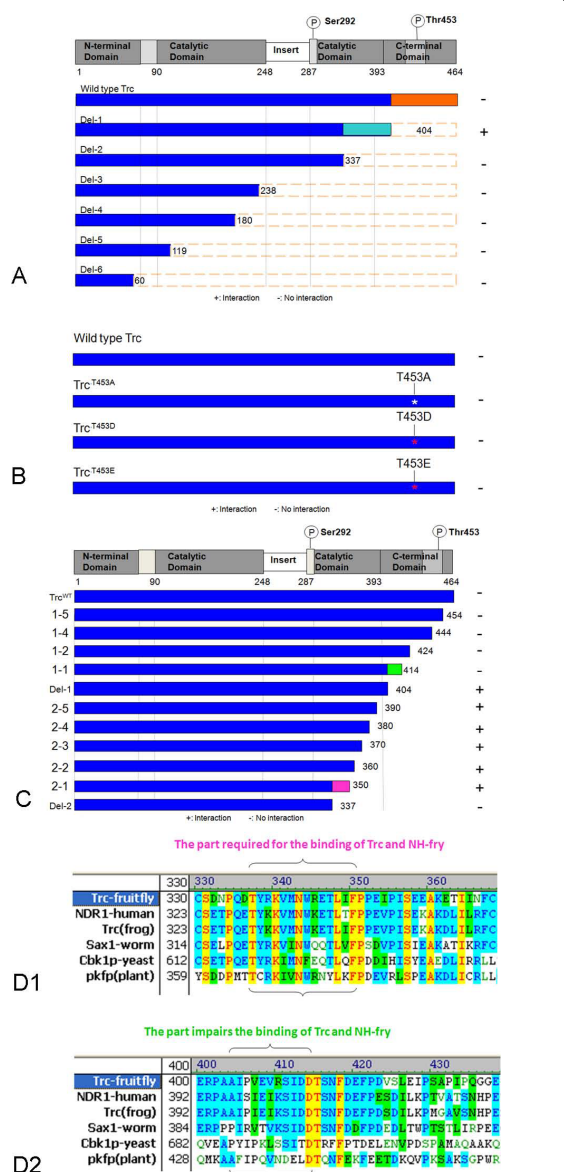 P Ser292
P Thr453
N-terminal Domain
Catalytic Domain
Insert
Catalytic Domain
C-terminal Domain
1 90 248 287 393 464
Wild type Trc -
Del-1 404 +
Del-2 337 -
Del-3 238 -
Del-4 180 -
Del-5 119 -
Del-6 60 -
A
+: Interaction -: No interaction
Wild type Trc -
Trc T453A T453A * -
Trc T453D T453D * -
Trc T453E T453E * -
B
+: Interaction -: No interaction
P Ser292
P Thr453
N-terminal Domain
Catalytic Domain
Insert
Catalytic Domain
C-terminal Domain
1 90 248 287 393 464
Trc WT -
1-5 454 -
1-4 444 -
1-2 424 -
1-1 414 -
Del-1 404 +
2-5 390 +
2-4 380 +
2-3 370 +
2-2 360 +
2-1 350 +
Del-2 337 -
C
+: Interaction -: No interaction
The part required for the binding of Trc and NH-fry
330 330 340 350 360
Trc-fruitfly 330 CSDNPQDTYRKVMNWRETLIFPPEIPISEEAKETIINFC
NDR1-human 323 CSETPQETYKKVMNWKETLTFPPEVPISEKAKDLILRFC
Trc(frog) 323 CSETPQETYRKVMNWKETLIFPPEVPISEKAKDLILRFC
Sax1-worm 314 CSELPQETYRKVINWQQTLVFPSDVPISIEAKATIKRFC
Cbk1p-yeast 612 CSETPQETYRKIMNFEQTLQFPDDIHISYEAEDLIRRLL
pkfp(plant) 359 YSDDPMTTCRKIVNWRNYLKFPDEVRLSPEAKDLICRLL
D1
The part impairs the binding of Trc and NH-fry
400 400 410 420 430
Trc-fruitfly 400 ERPAAIPVEVRSIDDTSNFDEFPDVSLEIPSAPIPQGGE
NDR1-human 392 ERPAAISIEIKSIDDTSNFDEFPESDILKPTVATSNHPE
Trc(frog) 392 ERPAAIPIEIKSIDDTSNFDEFPDSDILKPMGAVSNHPE
Sax1-worm 384 ERPPPIRVTVKSIDDTSNFDDFPDEDLTWPTSTLIRPEE
Cbk1p-yeast 682 QVEAPYIPKLSSITDTRFFPTDELENVPDSPAMAQAAKQ
pkfp(plant) 428 QMKAAFIPQVNDELDTQNFEKFEETDKQVPKSAKSGPWR
D2